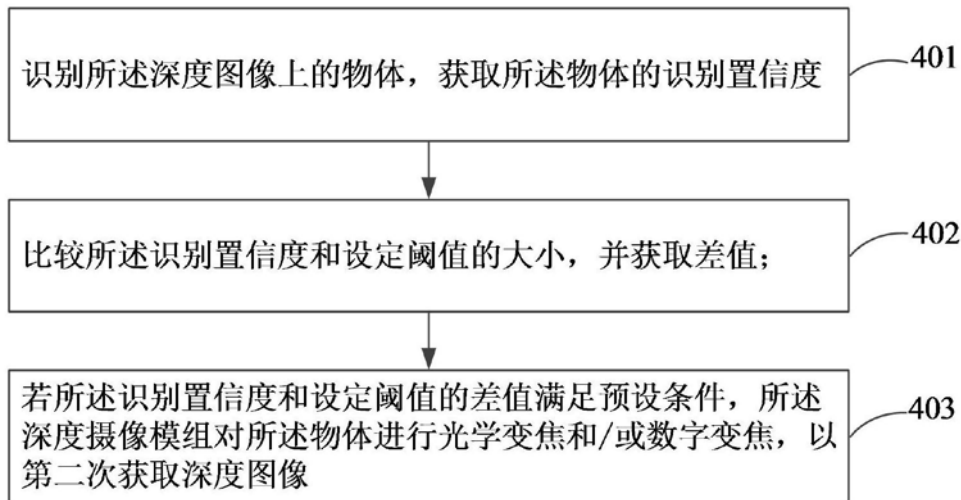 识别所述深度图像上的物体，获取所述物体的识别置信度
401
比较所述识别置信度和设定阈值的大小，并获取差值；
402
若所述识别置信度和设定阈值的差值满足预设条件，所述
深度摄像模组对所述物体进行光学变焦和/或数字变焦，以
第二次获取深度图像
403